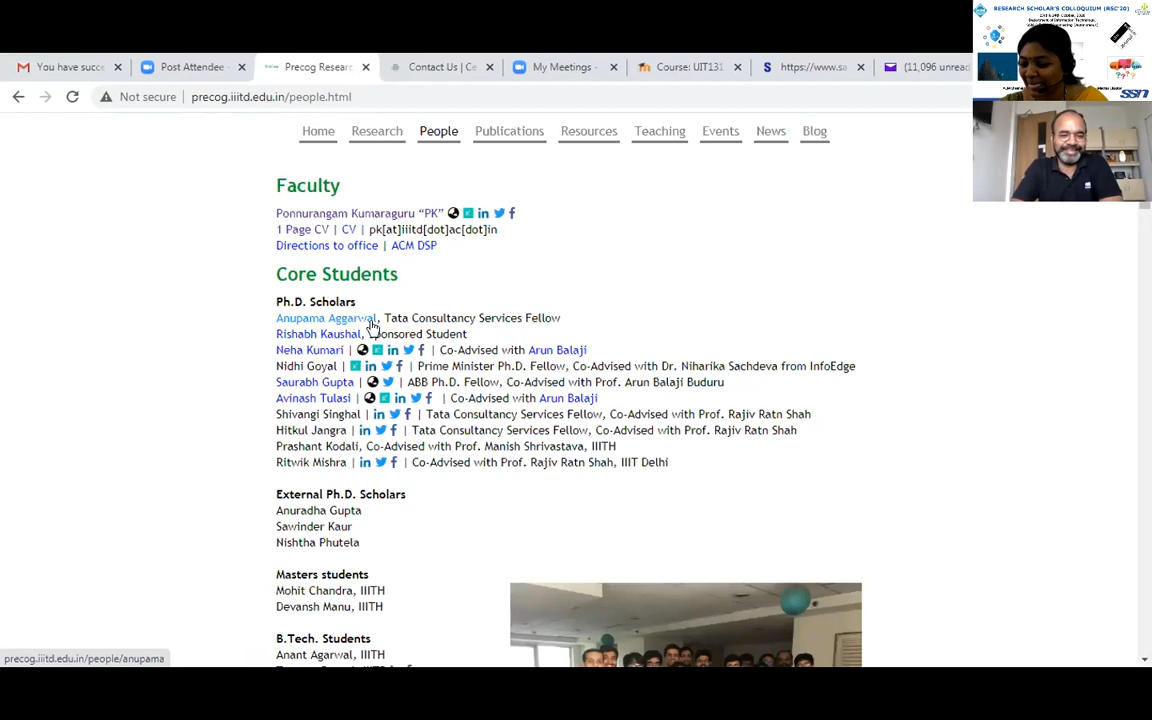 RESEARCH SCHOLAR'S COLLOQUIUM (RSC'20)
You have succ
Post Attendee -
Precog Resear
Contact Us | Ce
My Meetings -
Course: UIT131
https://www.sa
(11,096 unread
Not secure | precog.iiitd.edu.in/people.html
Home Research People Publications Resources Teaching Events News Blog
SSN
Faculty
Ponnurangam Kumaraguru "PK"
1 Page CV | CV | pk[at]iiitd[dot]ac[dot]in
Directions to office | ACM DSP
Core Students
Ph.D. Scholars
Anupama Aggarwal, Tata Consultancy Services Fellow
Rishabh Kaushal, ponsored Student
Neha Kumari | | Co-Advised with Arun Balaji
Nidhi Goyal | | Prime Minister Ph.D. Fellow, Co-Advised with Dr. Niharika Sachdeva from InfoEdge
Saurabh Gupta | | ABB Ph.D. Fellow, Co-Advised with Prof. Arun Balaji Buduru
Avinash Tulasi | | Co-Advised with Arun Balaji
Shivangi Singhal | | Tata Consultancy Services Fellow, Co-Advised with Prof. Rajiv Ratn Shah
Hitkul Jangra | | Tata Consultancy Services Fellow, Co-Advised with Prof. Rajiv Ratn Shah
Prashant Kodali, Co-Advised with Prof. Manish Shrivastava, IIITH
Ritwik Mishra | | Co-Advised with Prof. Rajiv Ratn Shah, IIIT Delhi
External Ph.D. Scholars
Anuradha Gupta
Sawinder Kaur
Nishtha Phutela
Masters students
Mohit Chandra, IIITH
Devansh Manu, IIITH
B.Tech. Students
Anant Agarwal, IIITH
precog.iiitd.edu.in/people/anupama